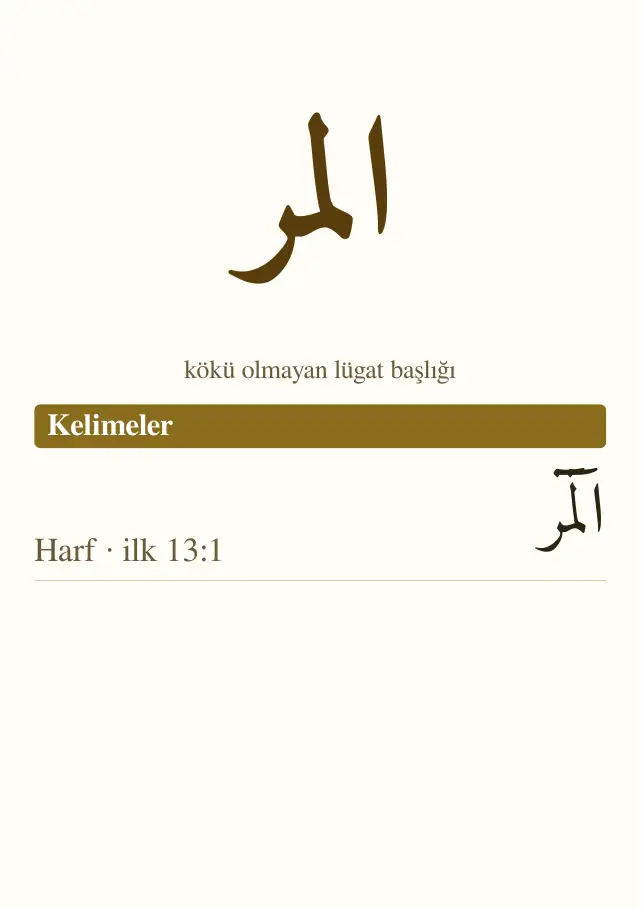 المر
kökü olmayan lügat başlığı
Kelimeler
الٓمٓر
Harf · ilk 13:1